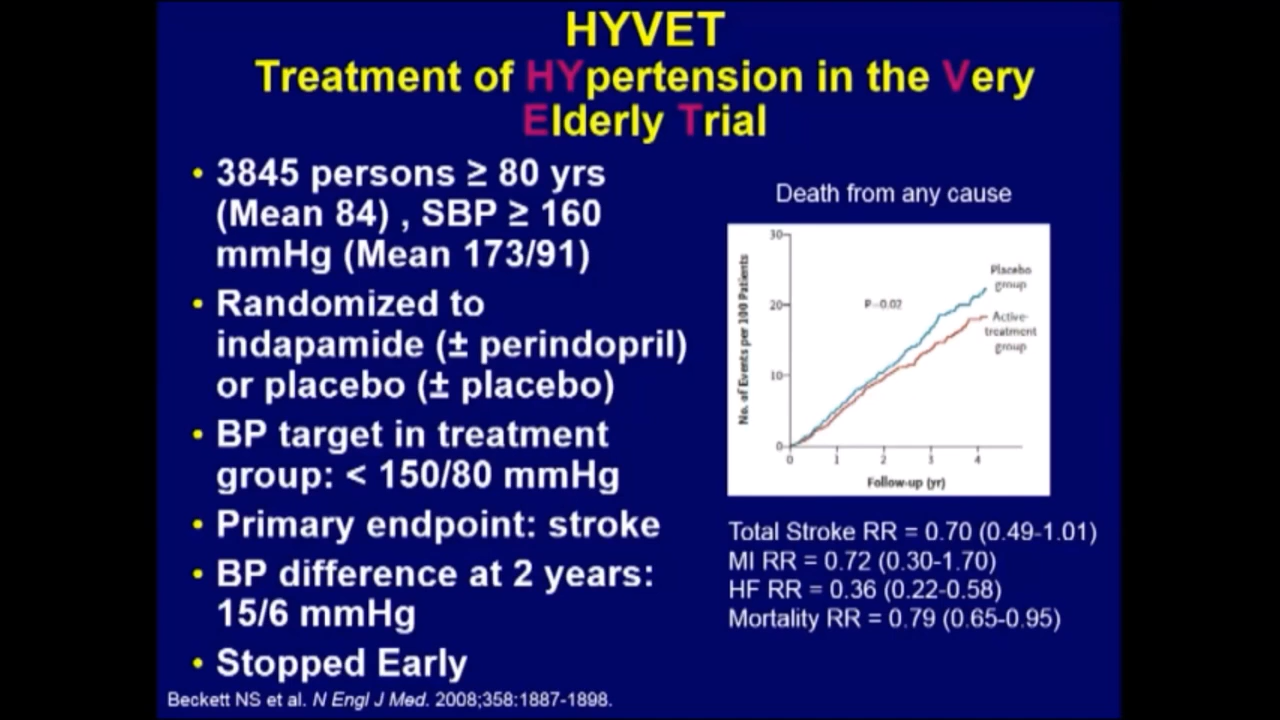 HYVET
Treatment of HYpertension in the Very
Elderly Trial
• 3845 persons ≥ 80 yrs
(Mean 84) , SBP ≥ 160
mmHg (Mean 173/91)
• Randomized to
indapamide (± perindopril)
or placebo (± placebo)
• BP target in treatment
group: < 150/80 mmHg
• Primary endpoint: stroke
• BP difference at 2 years:
15/6 mmHg
• Stopped Early
Death from any cause
No. of Events per 100 Patients
30
20
10
0
P=0.02
Placebo
group
Active-
treatment
group
0 1 2 3 4
Follow-up (yr)
Total Stroke RR = 0.70 (0.49-1.01)
MI RR = 0.72 (0.30-1.70)
HF RR = 0.36 (0.22-0.58)
Mortality RR = 0.79 (0.65-0.95)
Beckett NS et al. N Engl J Med. 2008;358:1887-1898.